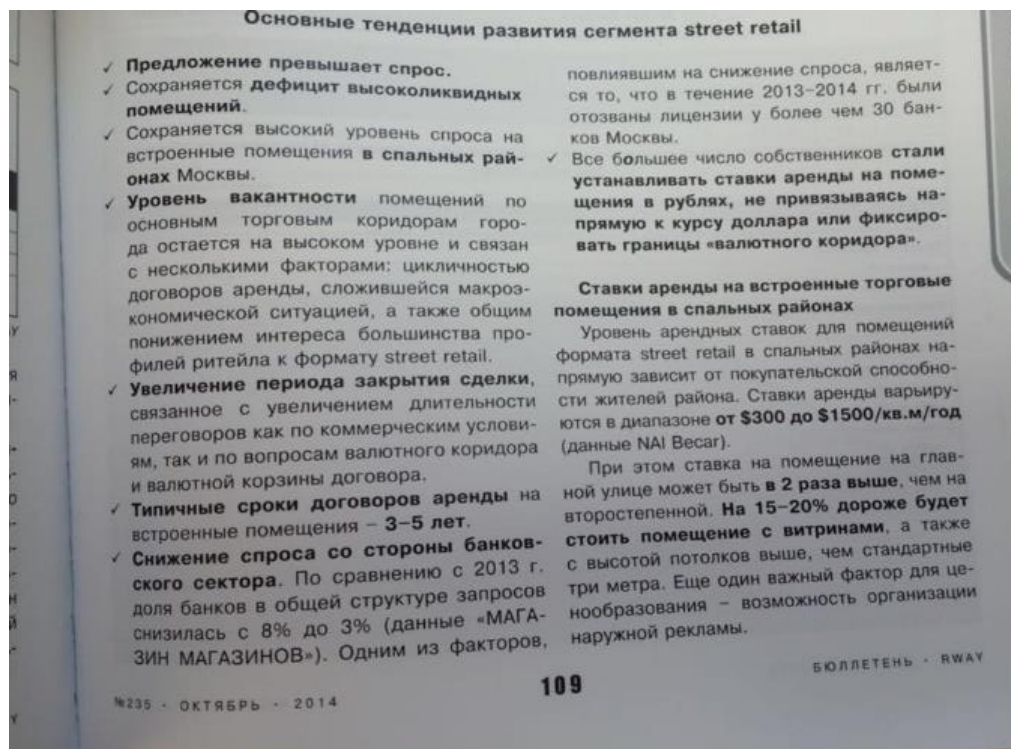 Основные тенденции развития сегмента street retail
✓ Предложение превышает спрос.
✓ Сохраняется дефицит высоколиквидных
помещений.
✓ Сохраняется высокий уровень спроса на
встроенные помещения в спальных рай-
онах Москвы.
✓ Уровень вакантности помещений по
основным торговым коридорам горо-
да остается на высоком уровне и связан
с несколькими факторами: цикличностью
договоров аренды, сложившейся макроэ-
кономической ситуацией, а также общим
понижением интереса большинства про-
филей ритейла к формату street retail.
✓ Увеличение периода закрытия сделки,
связанное с увеличением длительности
переговоров как по коммерческим услови-
ям, так и по вопросам валютного коридора
и валютной корзины договора.
✓ Типичные сроки договоров аренды на
встроенные помещения – 3–5 лет.
✓ Снижение спроса со стороны банков-
ского сектора. По сравнению с 2013 г.
доля банков в общей структуре запросов
снизилась с 8% до 3% (данные «МАГА-
ЗИН МАГАЗИНОВ»). Одним из факторов,
повлиявшим на снижение спроса, являет-
ся то, что в течение 2013–2014 гг. были
отозваны лицензии у более чем 30 бан-
ков Москвы.
✓ Все большее число собственников стали
устанавливать ставки аренды на поме-
щения в рублях, не привязываясь на-
прямую к курсу доллара или фиксиро-
вать границы «валютного коридора».
Ставки аренды на встроенные торговые
помещения в спальных районах
Уровень арендных ставок для помещений
формата street retail в спальных районах на-
прямую зависит от покупательской способно-
сти жителей района. Ставки аренды варьиру-
ются в диапазоне от $300 до $1500/кв.м/год
(данные NAI Becar).
При этом ставка на помещение на глав-
ной улице может быть в 2 раза выше, чем на
второстепенной. На 15–20% дороже будет
стоить помещение с витринами, а также
с высотой потолков выше, чем стандартные
три метра. Еще один важный фактор для це-
нообразования – возможность организации
наружной рекламы.
№235 · ОКТЯБРЬ · 2014
109
БЮЛЛЕТЕНЬ · RWAY